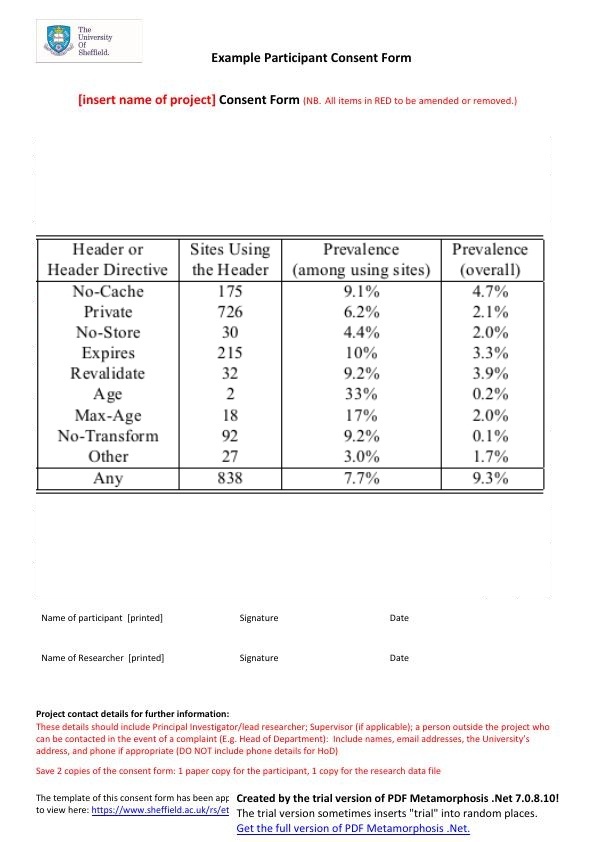 The
University
Of
Sheffield.
Example Participant Consent Form
[insert name of project] Consent Form (NB. All items in RED to be amended or removed.)
Header or Header Directive | Sites Using the Header | Prevalence (among using sites) | Prevalence (overall)
No-Cache 175 9.1% 4.7%
Private 726 6.2% 2.1%
No-Store 30 4.4% 2.0%
Expires 215 10% 3.3%
Revalidate 32 9.2% 3.9%
Age 2 33% 0.2%
Max-Age 18 17% 2.0%
No-Transform 92 9.2% 0.1%
Other 27 3.0% 1.7%
Any 838 7.7% 9.3%
Name of participant [printed] Signature Date
Name of Researcher [printed] Signature Date
Project contact details for further information:
These details should include Principal Investigator/lead researcher; Supervisor (if applicable); a person outside the project who
can be contacted in the event of a complaint (E.g. Head of Department): Include names, email addresses, the University's
address, and phone if appropriate (DO NOT include phone details for HoD)
Save 2 copies of the consent form: 1 paper copy for the participant, 1 copy for the research data file
The template of this consent form has been app
to view here: https://www.sheffield.ac.uk/rs/et
Created by the trial version of PDF Metamorphosis .Net 7.0.8.10!
The trial version sometimes inserts "trial" into random places.
Get the full version of PDF Metamorphosis .Net.